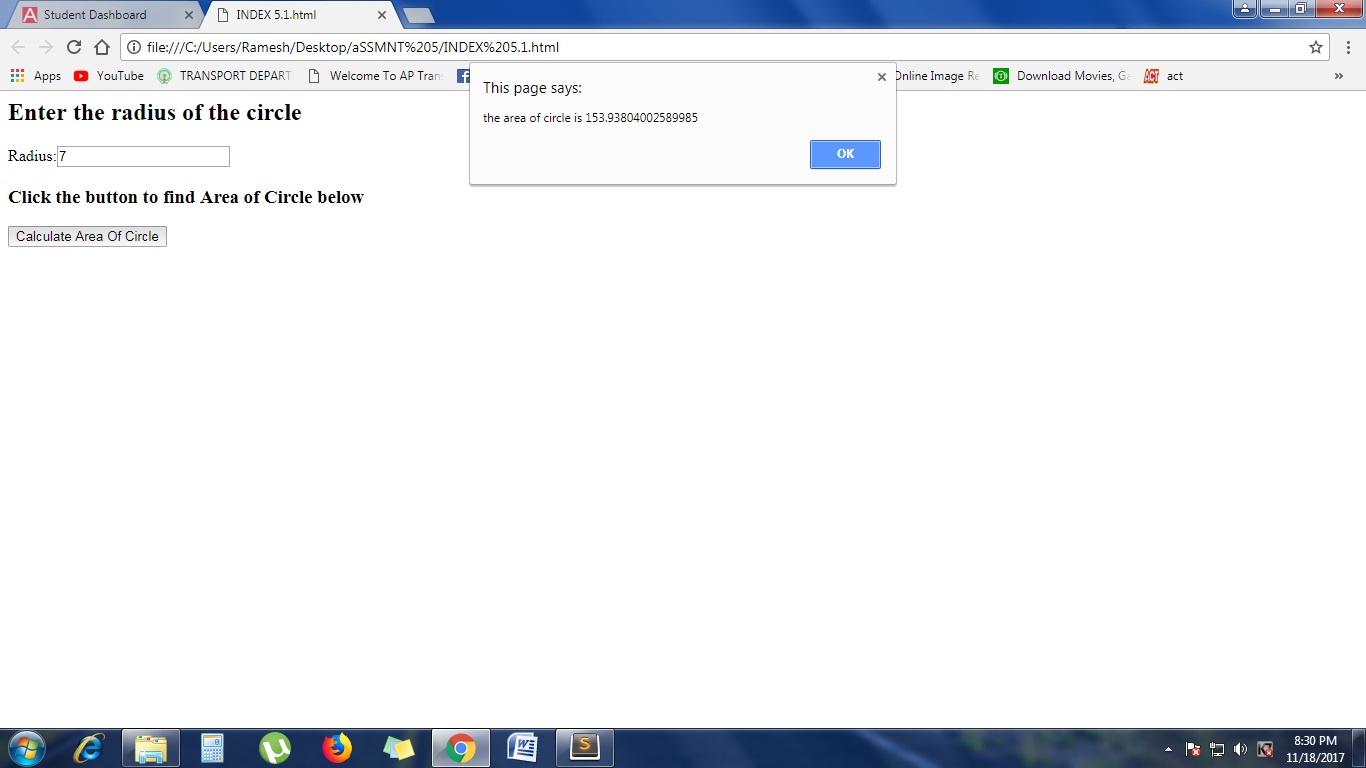 Student Dashboard
INDEX 5.1.html
file:///C:/Users/Ramesh/Desktop/aSSMNT%205/INDEX%205.1.html
Apps YouTube TRANSPORT DEPART Welcome To AP Tran Online Image Re Download Movies, Ga act
This page says:
the area of circle is 153.93804002589985
OK
Enter the radius of the circle
Radius:7
Click the button to find Area of Circle below
Calculate Area Of Circle
8:30 PM
11/18/2017